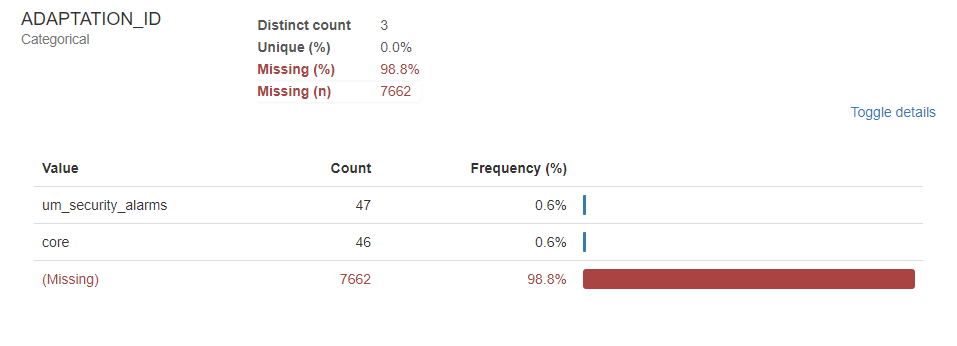 ADAPTATION_ID
Categorical
Distinct count 3
Unique (%) 0.0%
Missing (%) 98.8%
Missing (n) 7662
Toggle details
Value Count Frequency (%)
um_security_alarms 47 0.6%
core 46 0.6%
(Missing) 7662 98.8%